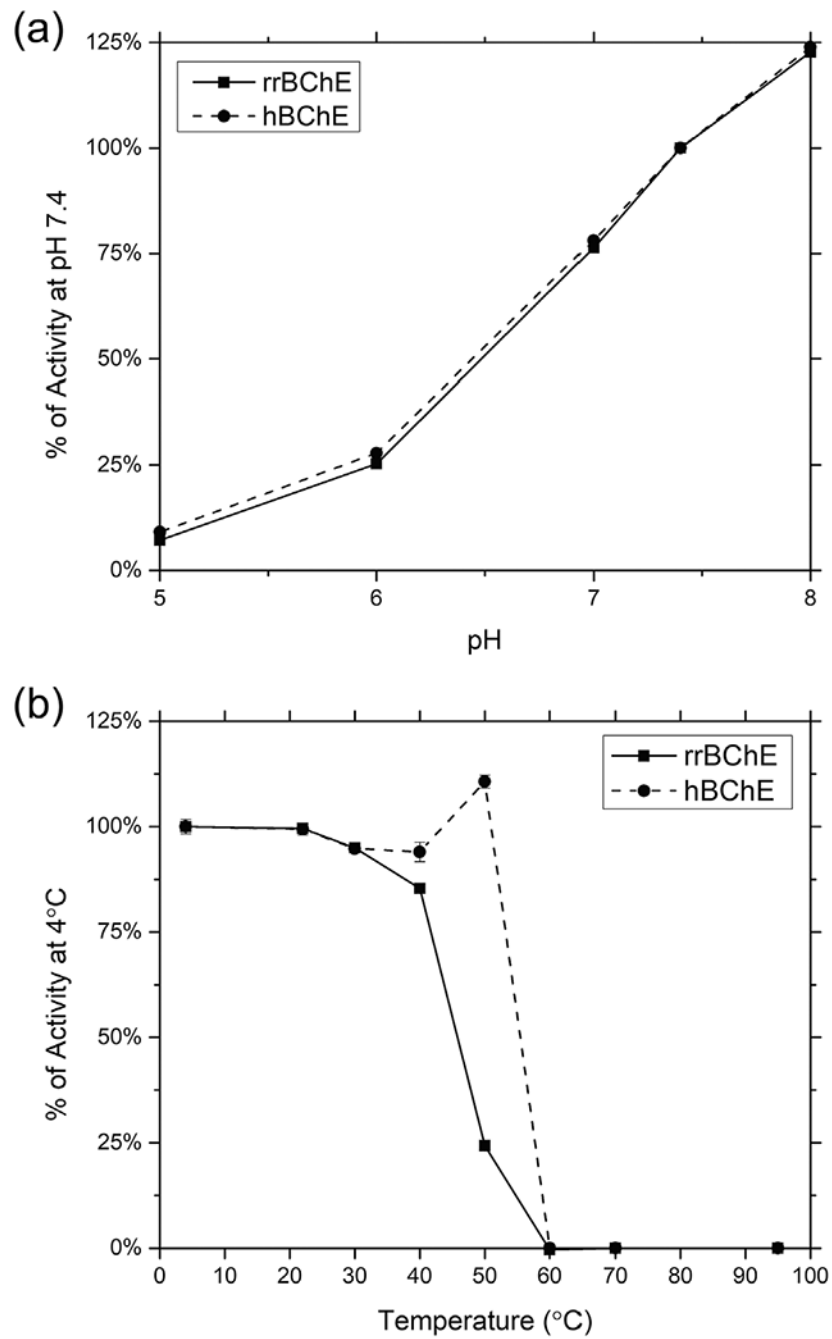 (a)
125%
100%
75%
50%
25%
0%
% of Activity at pH 7.4
rrBChE
hBChE
5
6
7
8
pH
(b)
125%
100%
75%
50%
25%
0%
% of Activity at 4°C
rrBChE
hBChE
0 10 20 30 40 50 60 70 80 90 100
Temperature (°C)